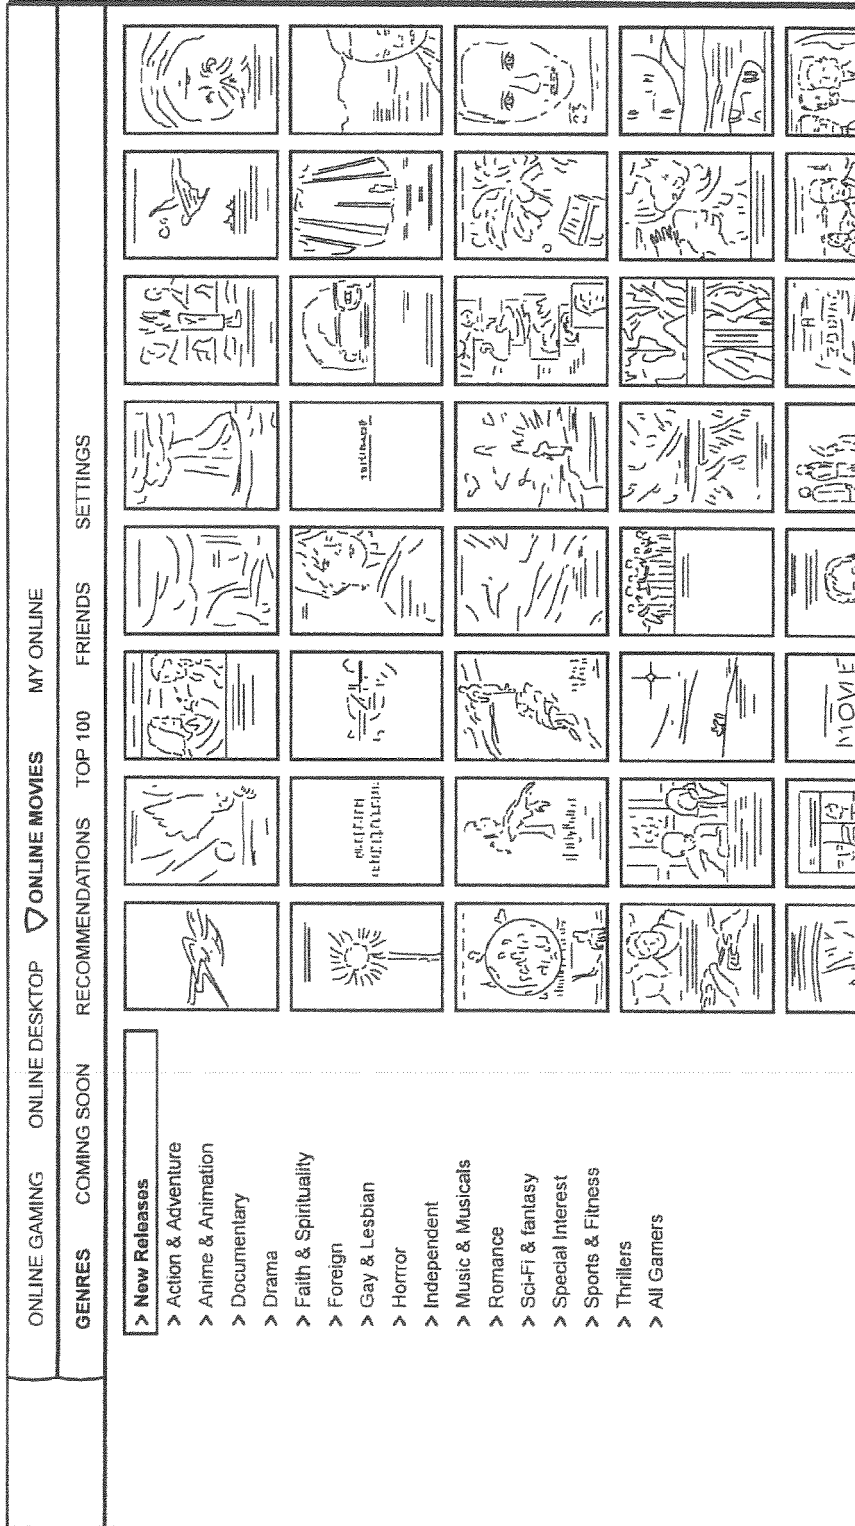 ONLINE GAMING ONLINE DESKTOP ONLINE MOVIES MY ONLINE
GENRES COMING SOON RECOMMENDATIONS TOP 100 FRIENDS SETTINGS
> New Releases
> Action & Adventure
> Anime & Animation
> Documentary
> Drama
> Faith & Spirituality
> Foreign
> Gay & Lesbian
> Horrror
> Independent
> Music & Musicals
> Romance
> Sci-Fi & fantasy
> Special Interest
> Sports & Fitness
> Thrillers
> All Gamers
MOVIE